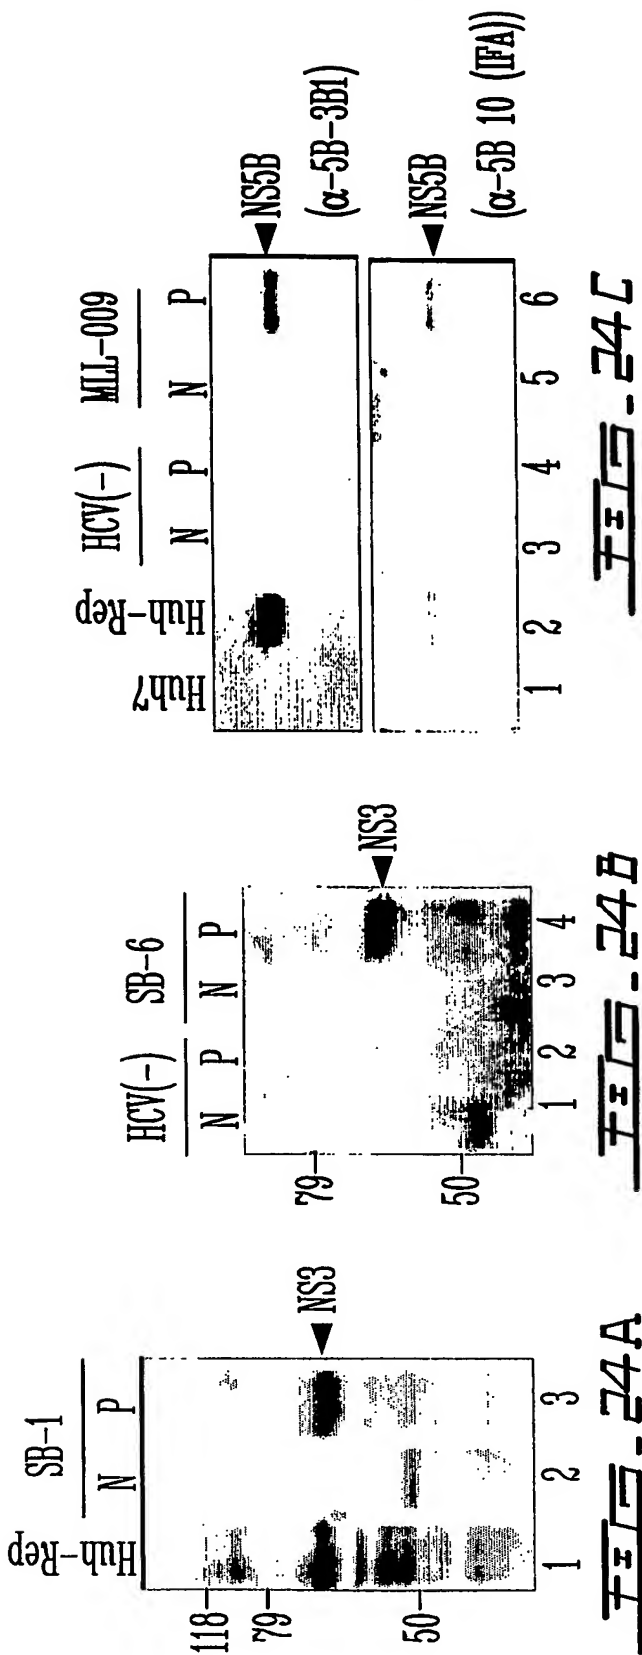 Huh-Rep
SB-1
N P
118
79
50
NS3
1 2 3
FIG. 24A
HCV(-) SB-6
N P N P
79
50
NS3
1 2 3 4
FIG. 24B
Huh7 Huh-Rep HCV(-) MLL-009
N P N P
NS5B
(α-5B-3B1)
NS5B
(α-5B 10 (IFA))
1 2 3 4 5 6
FIG. 24C